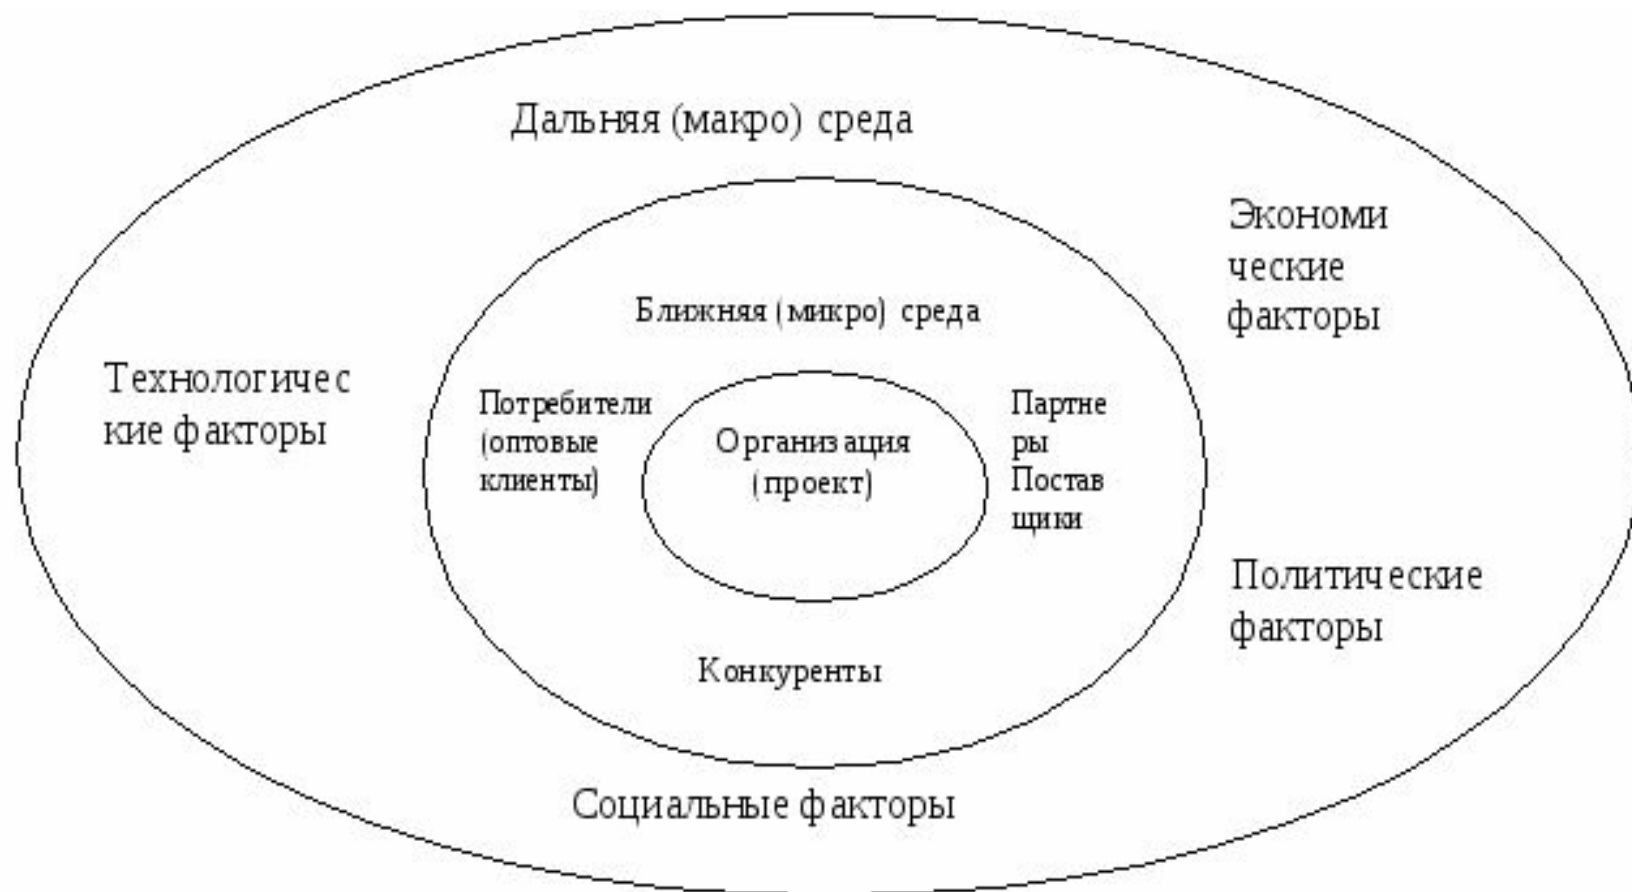 Дальняя (макро) среда
Экономи
ческие
факторы
Ближняя (микро) среда
Технологичес
кие факторы
Потребители
(оптовые
клиенты)
Организация
(проект)
Партне
ры
Постав
щики
Политические
факторы
Конкуренты
Социальные факторы